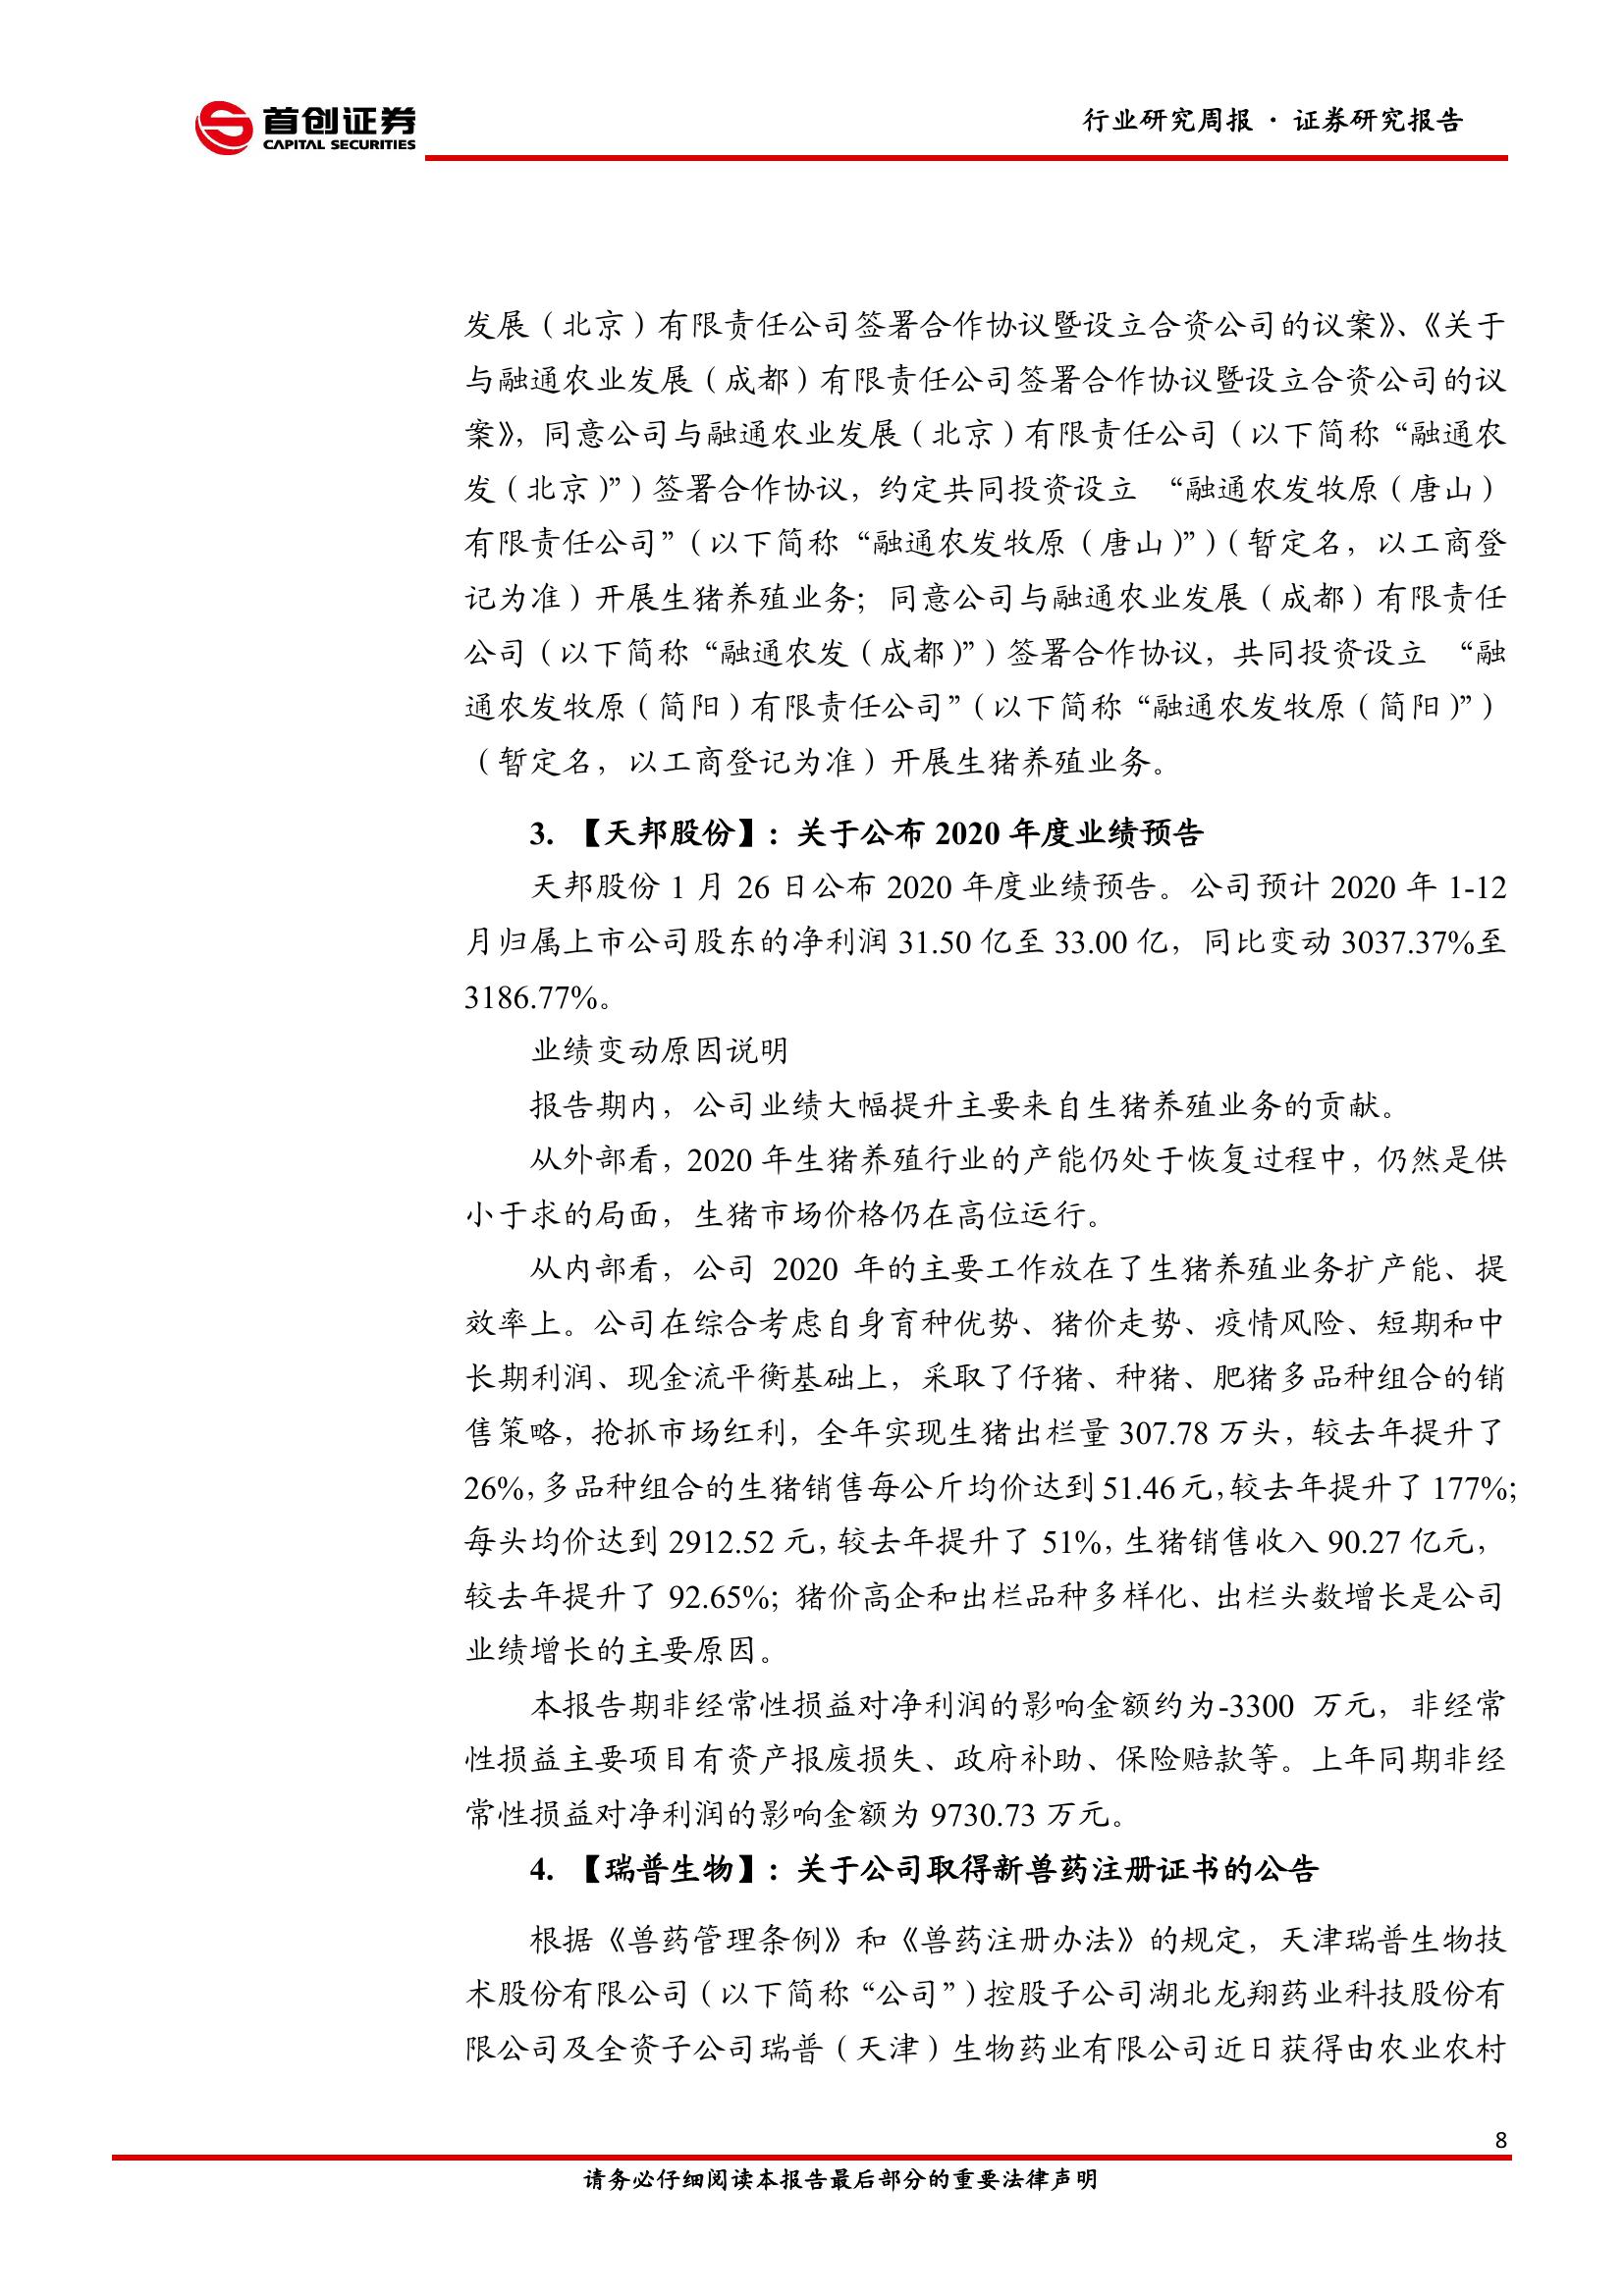 首创证券
CAPITAL SECURITIES
行业研究周报 · 证券研究报告
发展（北京）有限责任公司签署合作协议暨设立合资公司的议案》、《关于
与融通农业发展（成都）有限责任公司签署合作协议暨设立合资公司的议
案》，同意公司与融通农业发展（北京）有限责任公司（以下简称“融通农
发（北京）”）签署合作协议，约定共同投资设立 “融通农发牧原（唐山）
有限责任公司”（以下简称“融通农发牧原（唐山）”）（暂定名，以工商登
记为准）开展生猪养殖业务；同意公司与融通农业发展（成都）有限责任
公司（以下简称“融通农发（成都）”）签署合作协议，共同投资设立 “融
通农发牧原（简阳）有限责任公司”（以下简称“融通农发牧原（简阳）”）
（暂定名，以工商登记为准）开展生猪养殖业务。
3. 【天邦股份】：关于公布 2020 年度业绩预告
天邦股份 1 月 26 日公布 2020 年度业绩预告。公司预计 2020 年 1-12
月归属上市公司股东的净利润 31.50 亿至 33.00 亿，同比变动 3037.37%至
3186.77%。
业绩变动原因说明
报告期内，公司业绩大幅提升主要来自生猪养殖业务的贡献。
从外部看，2020 年生猪养殖行业的产能仍处于恢复过程中，仍然是供
小于求的局面，生猪市场价格仍在高位运行。
从内部看，公司 2020 年的主要工作放在了生猪养殖业务扩产能、提
效率上。公司在综合考虑自身育种优势、猪价走势、疫情风险、短期和中
长期利润、现金流平衡基础上，采取了仔猪、种猪、肥猪多品种组合的销
售策略，抢抓市场红利，全年实现生猪出栏量 307.78 万头，较去年提升了
26%，多品种组合的生猪销售每公斤均价达到 51.46 元，较去年提升了 177%；
每头均价达到 2912.52 元，较去年提升了 51%，生猪销售收入 90.27 亿元，
较去年提升了 92.65%；猪价高企和出栏品种多样化、出栏头数增长是公司
业绩增长的主要原因。
本报告期非经常性损益对净利润的影响金额约为-3300 万元，非经常
性损益主要项目有资产报废损失、政府补助、保险赔款等。上年同期非经
常性损益对净利润的影响金额为 9730.73 万元。
4. 【瑞普生物】：关于公司取得新兽药注册证书的公告
根据《兽药管理条例》和《兽药注册办法》的规定，天津瑞普生物技
术股份有限公司（以下简称“公司”）控股子公司湖北龙翔药业科技股份有
限公司及全资子公司瑞普（天津）生物药业有限公司近日获得由农业农村
8
请务必仔细阅读本报告最后部分的重要法律声明